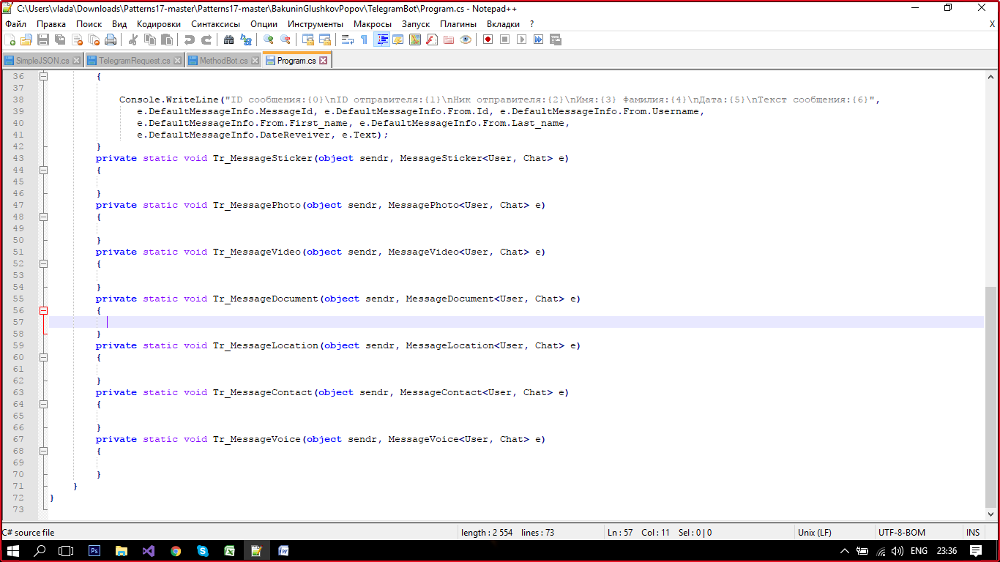 C:\Users\vlada\Downloads\Patterns17-master\Patterns17-master\BakuninGlushkovPopov\TelegramBot\Program.cs - Notepad++
Файл Правка Поиск Вид Кодировки Синтаксисы Опции Инструменты Макросы Запуск Плагины Вкладки ? X
SimpleJSON.cs TelegramRequest.cs MethodBot.cs Program.cs
36 {
37
38 Console.WriteLine("ID сообщения:{0}\nID отправителя:{1}\nНик отправителя:{2}\nИмя:{3} Фамилия:{4}\nДата:{5}\nТекст сообщения:{6}",
39 e.DefaultMessageInfo.MessageId, e.DefaultMessageInfo.From.Id, e.DefaultMessageInfo.From.Username,
40 e.DefaultMessageInfo.From.First_name, e.DefaultMessageInfo.From.Last_name,
41 e.DefaultMessageInfo.DateReveiver, e.Text);
42 }
43 private static void Tr_MessageSticker(object sendr, MessageSticker<User, Chat> e)
44 {
45
46 }
47 private static void Tr_MessagePhoto(object sendr, MessagePhoto<User, Chat> e)
48 {
49
50 }
51 private static void Tr_MessageVideo(object sendr, MessageVideo<User, Chat> e)
52 {
53
54 }
55 private static void Tr_MessageDocument(object sendr, MessageDocument<User, Chat> e)
56 {
57
58 }
59 private static void Tr_MessageLocation(object sendr, MessageLocation<User, Chat> e)
60 {
61
62 }
63 private static void Tr_MessageContact(object sendr, MessageContact<User, Chat> e)
64 {
65
66 }
67 private static void Tr_MessageVoice(object sendr, MessageVoice<User, Chat> e)
68 {
69
70 }
71 }
72 }
73
C# source file length : 2 554 lines : 73 Ln : 57 Col : 11 Sel : 0 | 0 Unix (LF) UTF-8-BOM INS
Ps ENG 23:36